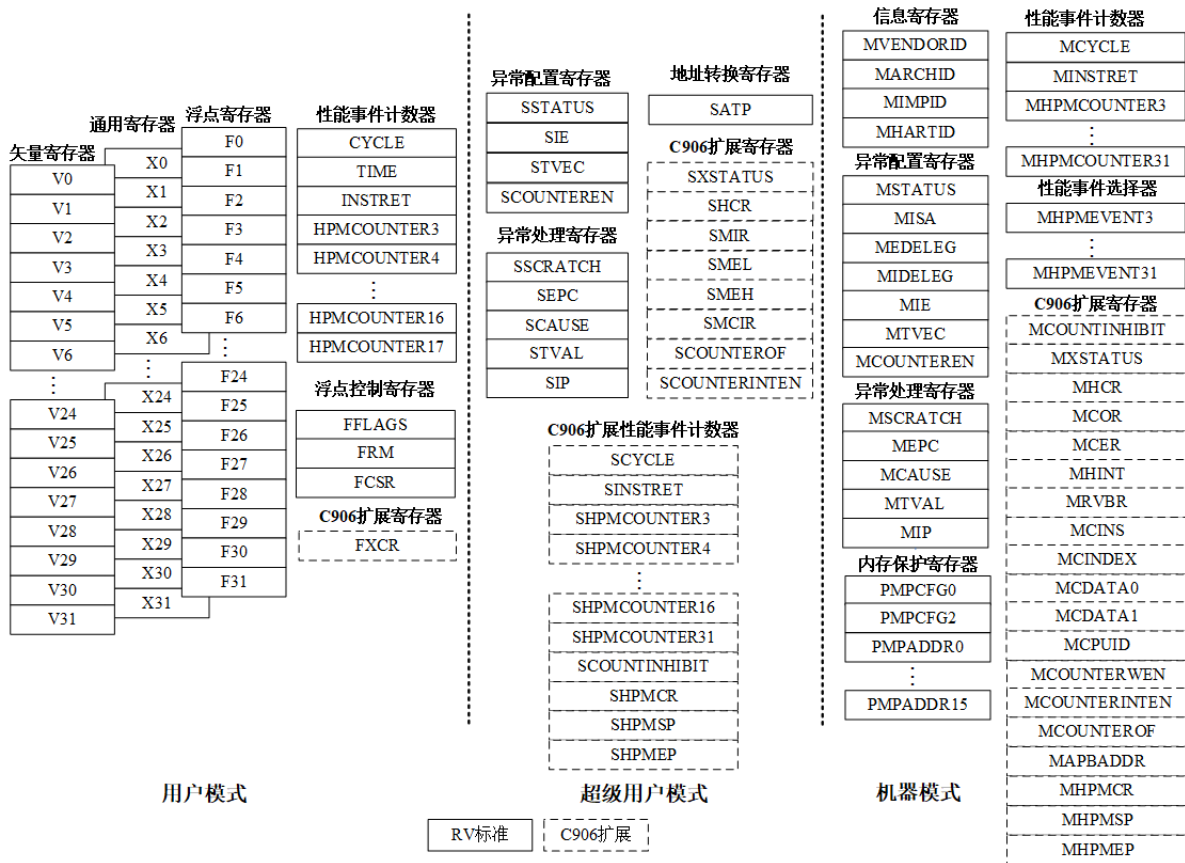 矢量寄存器
V0
V1
V2
V3
V4
V5
V6
⋮
V24
V25
V26
V27
V28
V29
V30
V31
通用寄存器
X0
X1
X2
X3
X4
X5
X6
⋮
X24
X25
X26
X27
X28
X29
X30
X31
浮点寄存器
F0
F1
F2
F3
F4
F5
F6
⋮
F24
F25
F26
F27
F28
F29
F30
F31
性能事件计数器
CYCLE
TIME
INSTRET
HPMCOUNTER3
HPMCOUNTER4
⋮
HPMCOUNTER16
HPMCOUNTER17
浮点控制寄存器
FFLAGS
FRM
FCSR
C906扩展寄存器
FXCR
用户模式
异常配置寄存器
SSTATUS
SIE
STVEC
SCOUNTEREN
异常处理寄存器
SSCRATCH
SEPC
SCAUSE
STVAL
SIP
地址转换寄存器
SATP
C906扩展寄存器
SXSTATUS
SHCR
SMIR
SMEL
SMEH
SMCIR
SCOUNTEROF
SCOUNTERINTEN
C906扩展性能事件计数器
SCYCLE
SINSTRET
SHPMCOUNTER3
SHPMCOUNTER4
⋮
SHPMCOUNTER16
SHPMCOUNTER31
SCOUNTINHIBIT
SHPMCR
SHPMSP
SHPMEP
超级用户模式
信息寄存器
MVENDORID
MARCHID
MIMPID
MHARTID
异常配置寄存器
MSTATUS
MISA
MEDELEG
MIDELEG
MIE
MTVEC
MCOUNTEREN
异常处理寄存器
MSCRATCH
MEPC
MCAUSE
MTVAL
MIP
内存保护寄存器
PMPCFG0
PMPCFG2
PMPADDR0
⋮
PMPADDR15
机器模式
性能事件计数器
MCYCLE
MINSTRET
MHPMCOUNTER3
⋮
MHPMCOUNTER31
性能事件选择器
MHPMEVENT3
⋮
MHPMEVENT31
C906扩展寄存器
MCOUNTINHIBIT
MXSTATUS
MHCR
MCOR
MCER
MHINT
MRVBR
MCINS
MCINDEX
MCDATA0
MCDATA1
MCPUID
MCOUNTERWEN
MCOUNTERINTEN
MCOUNTEROF
MAPBADDR
MHPMCR
MHPMSP
MHPMEP
RV标准
C906扩展